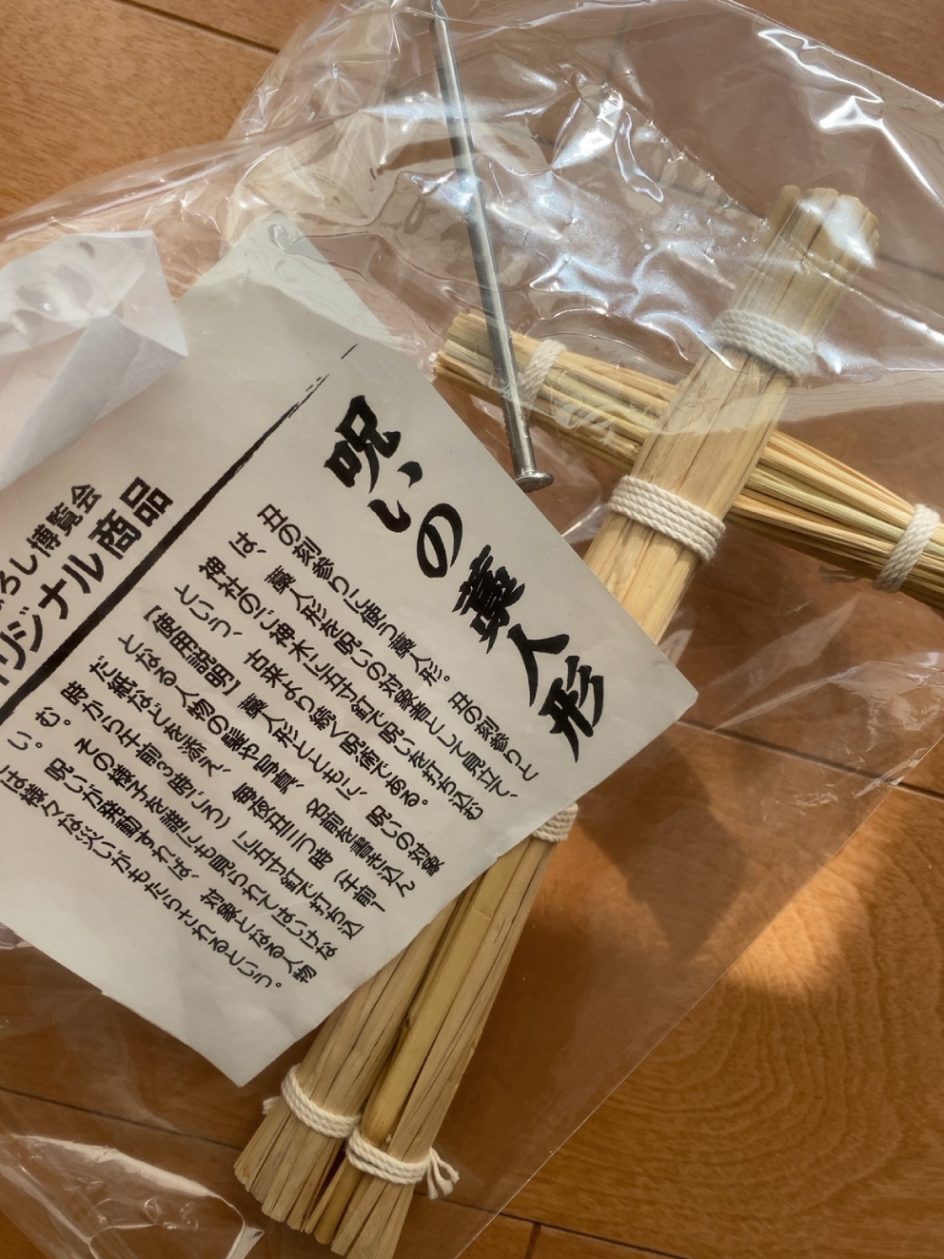 呪いの藁人形
丑の刻参りに使う藁人形。丑の刻参りと
は、藁人形を呪いの対象者として見立て、
神社のご神木に五寸釘で呪いを打ち込む
という、古来より続く呪術である。
【使用説明】藁人形とともに、呪いの対象
となる人物の髪や写真、名前を書き込ん
だ紙などを添え、毎夜丑三つ時（午前1
時から午前3時ごろ）に五寸釘で打ち込
む。その様子を誰にも見られてはいけな
い。呪いが発動すれば、対象となる人物
は様々な災いがもたらされるという。
ろし博覧会
リジナル商品